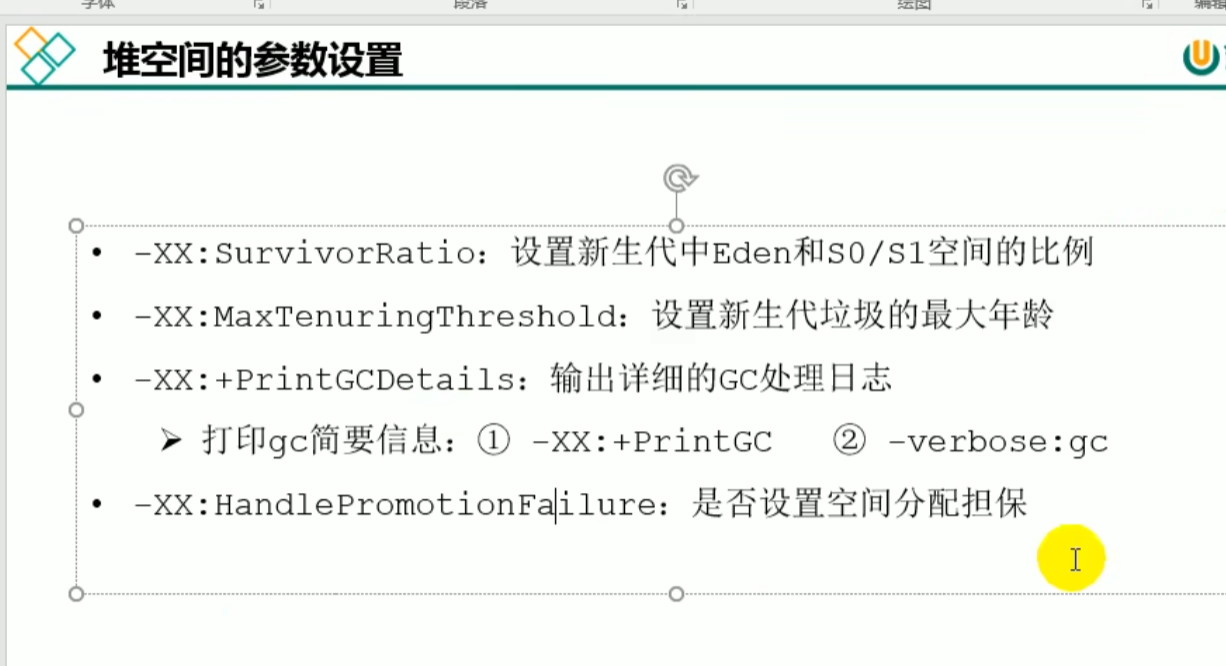 字体 段落 绘图 编辑
堆空间的参数设置
• -XX:SurvivorRatio：设置新生代中Eden和S0/S1空间的比例
• -XX:MaxTenuringThreshold：设置新生代垃圾的最大年龄
• -XX:+PrintGCDetails：输出详细的GC处理日志
➢ 打印gc简要信息：① -XX:+PrintGC ② -verbose:gc
• -XX:HandlePromotionFailure：是否设置空间分配担保